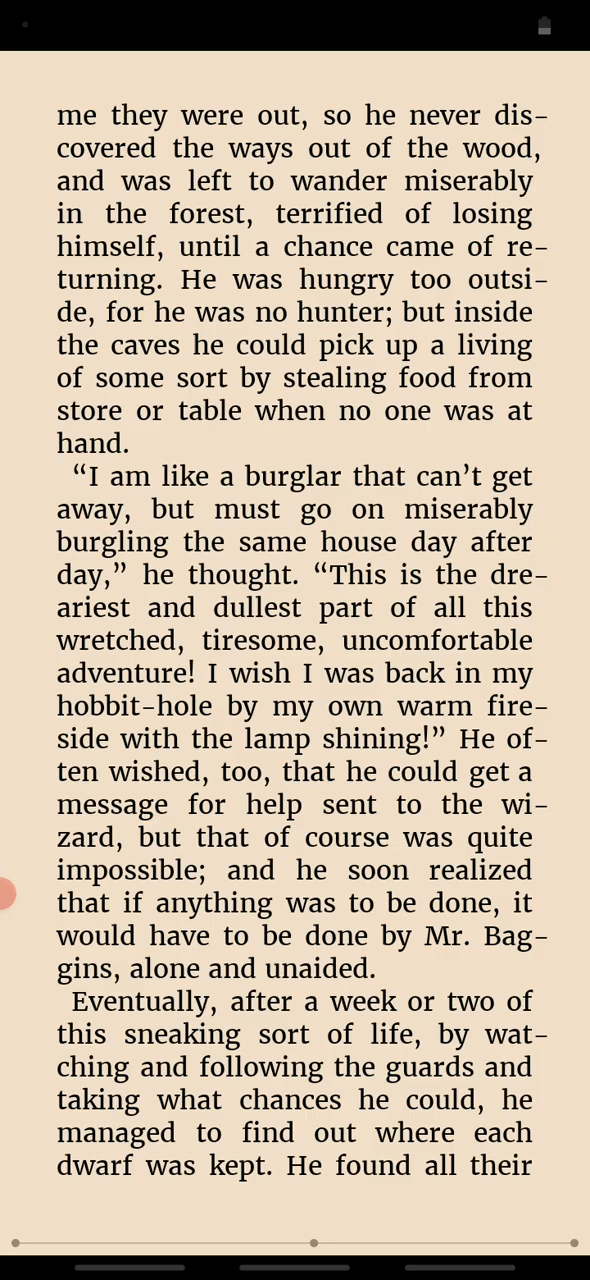 me they were out, so he never dis-
covered the ways out of the wood,
and was left to wander miserably
in the forest, terrified of losing
himself, until a chance came of re-
turning. He was hungry too outsi-
de, for he was no hunter; but inside
the caves he could pick up a living
of some sort by stealing food from
store or table when no one was at
hand.
“I am like a burglar that can’t get
away, but must go on miserably
burgling the same house day after
day,” he thought. “This is the dre-
ariest and dullest part of all this
wretched, tiresome, uncomfortable
adventure! I wish I was back in my
hobbit-hole by my own warm fire-
side with the lamp shining!” He of-
ten wished, too, that he could get a
message for help sent to the wi-
zard, but that of course was quite
impossible; and he soon realized
that if anything was to be done, it
would have to be done by Mr. Bag-
gins, alone and unaided.
Eventually, after a week or two of
this sneaking sort of life, by wat-
ching and following the guards and
taking what chances he could, he
managed to find out where each
dwarf was kept. He found all their